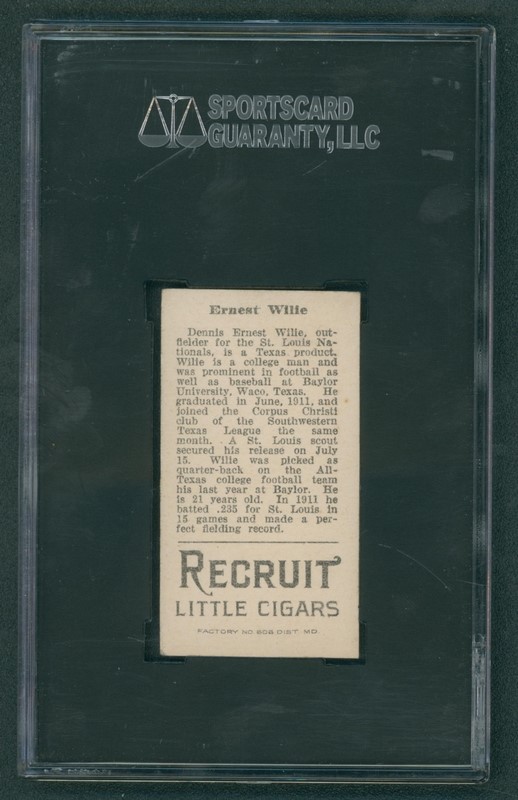 SPORTSCARD
GUARANTY, LLC
Ernest Wilie
Dennis Ernest Wilie, out-
fielder for the St. Louis Na-
tionals, is a Texas product.
Wilie is a college man and
was prominent in football as
well as baseball at Baylor
University, Waco, Texas. He
graduated in June, 1911, and
joined the Corpus Christi
club of the Southwestern
Texas League the same
month. A St. Louis scout
secured his release on July
15. Wilie was picked as
quarter-back on the All-
Texas college football team
his last year at Baylor. He
is 21 years old. In 1911 he
batted .235 for St. Louis in
15 games and made a per-
fect fielding record.
RECRUIT
LITTLE CIGARS
FACTORY NO 606 DIST. MD.